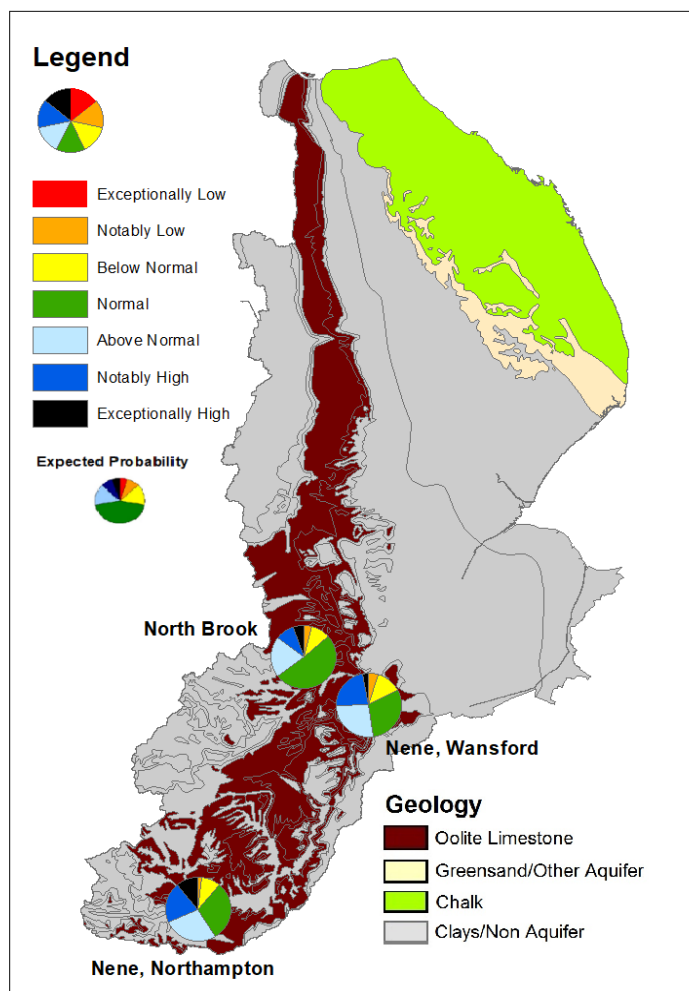 Legend
Exceptionally Low
Notably Low
Below Normal
Normal
Above Normal
Notably High
Exceptionally High
Expected Probability
North Brook
Nene, Wansford
Nene, Northampton
Geology
Oolite Limestone
Greensand/Other Aquifer
Chalk
Clays/Non Aquifer